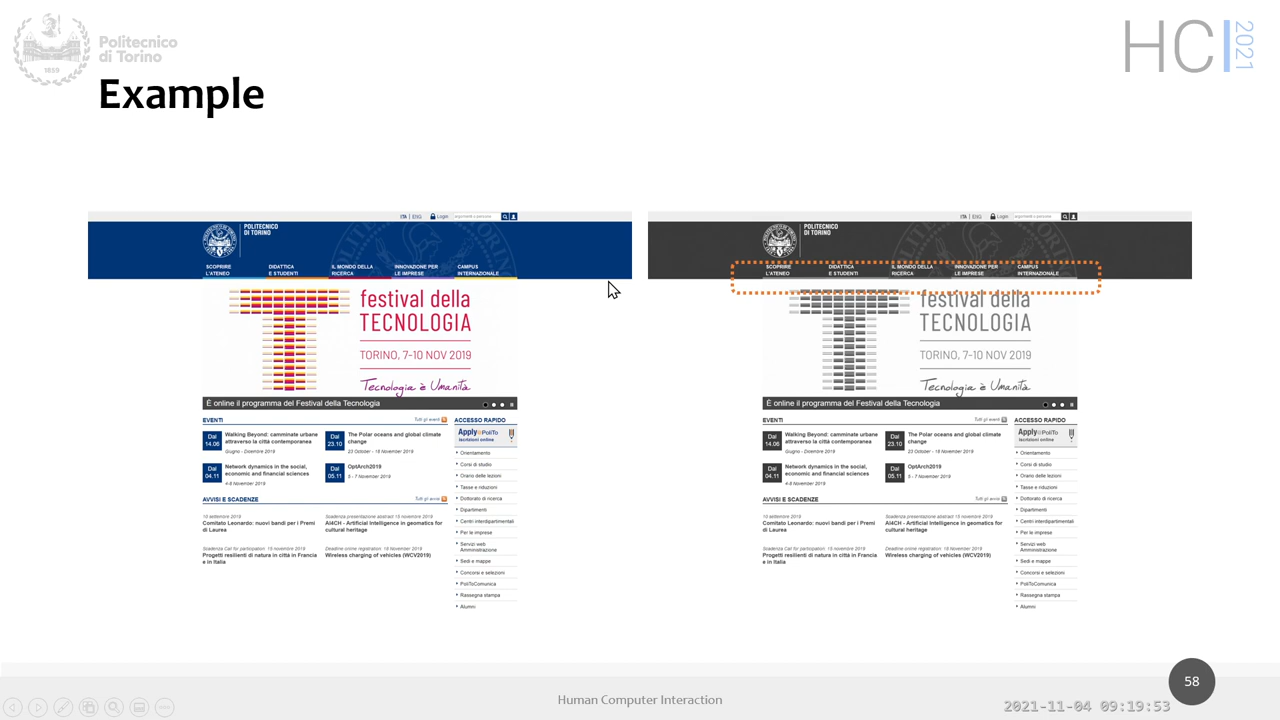 Politecnico
di Torino
1859
HCI 2021
Example
ITA | ENG Login
POLITECNICO
DI TORINO
SCOPRIRE
L'ATENEO
DIDATTICA
E STUDENTI
IL MONDO DELLA
RICERCA
INNOVAZIONE PER
LE IMPRESE
CAMPUS
INTERNAZIONALE
festival della
TECNOLOGIA
TORINO, 7-10 NOV 2019
Tecnologia è Umanità
È online il programma del Festival della Tecnologia
EVENTI
Tutti gli eventi
ACCESSO RAPIDO
Dal
14.06
Walking Beyond: camminate urbane
attraverso la città contemporanea
Giugno - Dicembre 2019
Dal
23.10
The Polar oceans and global climate
change
23 October - 18 November 2019
Dal
04.11
Network dynamics in the social,
economic and financial sciences
4-8 November 2019
Dal
05.11
OptArch2019
5 - 7 November 2019
Apply@PoliTo
iscrizioni online
Orientamento
Corsi di studio
Orario delle lezioni
Tasse e riduzioni
Dottorato di ricerca
Dipartimenti
Centri interdipartimentali
Per le imprese
Servizi web
Amministrazione
Sedi e mappe
Concorsi e selezioni
PoliToComunica
Rassegna stampa
Alumni
AVVISI E SCADENZE
Tutti gli avvisi
10 settembre 2019
Comitato Leonardo: nuovi bandi per i Premi
di Laurea
Scadenza presentazione abstract 15 novembre 2019
AI4CH - Artificial Intelligence in geomatics for
cultural heritage
Scadenza Call for participation: 15 novembre 2019
Progetti resilienti di natura in città in Francia
e in Italia
Deadline online registration: 18 November 2019
Wireless charging of vehicles (WCV2019)
ITA | ENG Login
POLITECNICO
DI TORINO
SCOPRIRE
L'ATENEO
DIDATTICA
E STUDENTI
IL MONDO DELLA
RICERCA
INNOVAZIONE PER
LE IMPRESE
CAMPUS
INTERNAZIONALE
festival della
TECNOLOGIA
TORINO, 7-10 NOV 2019
Tecnologia è Umanità
È online il programma del Festival della Tecnologia
EVENTI
Tutti gli eventi
ACCESSO RAPIDO
Dal
14.06
Walking Beyond: camminate urbane
attraverso la città contemporanea
Giugno - Dicembre 2019
Dal
23.10
The Polar oceans and global climate
change
23 October - 18 November 2019
Dal
04.11
Network dynamics in the social,
economic and financial sciences
4-8 November 2019
Dal
05.11
OptArch2019
5 - 7 November 2019
Apply@PoliTo
iscrizioni online
Orientamento
Corsi di studio
Orario delle lezioni
Tasse e riduzioni
Dottorato di ricerca
Dipartimenti
Centri interdipartimentali
Per le imprese
Servizi web
Amministrazione
Sedi e mappe
Concorsi e selezioni
PoliToComunica
Rassegna stampa
Alumni
AVVISI E SCADENZE
Tutti gli avvisi
10 settembre 2019
Comitato Leonardo: nuovi bandi per i Premi
di Laurea
Scadenza presentazione abstract 15 novembre 2019
AI4CH - Artificial Intelligence in geomatics for
cultural heritage
Scadenza Call for participation: 15 novembre 2019
Progetti resilienti di natura in città in Francia
e in Italia
Deadline online registration: 18 November 2019
Wireless charging of vehicles (WCV2019)
Human Computer Interaction
58
2021-11-04 09:19:53